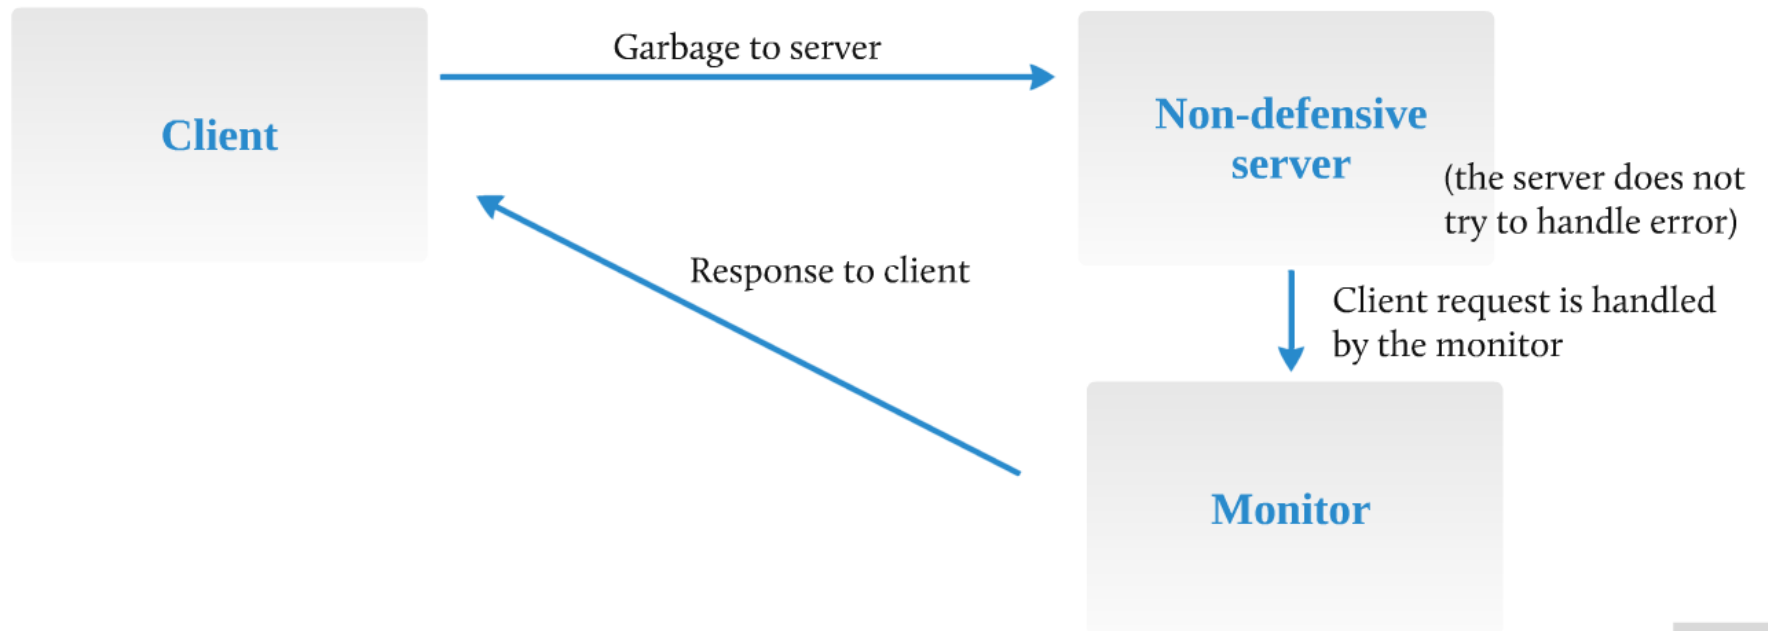 Client
Garbage to server
Non-defensive
server
(the server does not
try to handle error)
Response to client
Client request is handled
by the monitor
Monitor